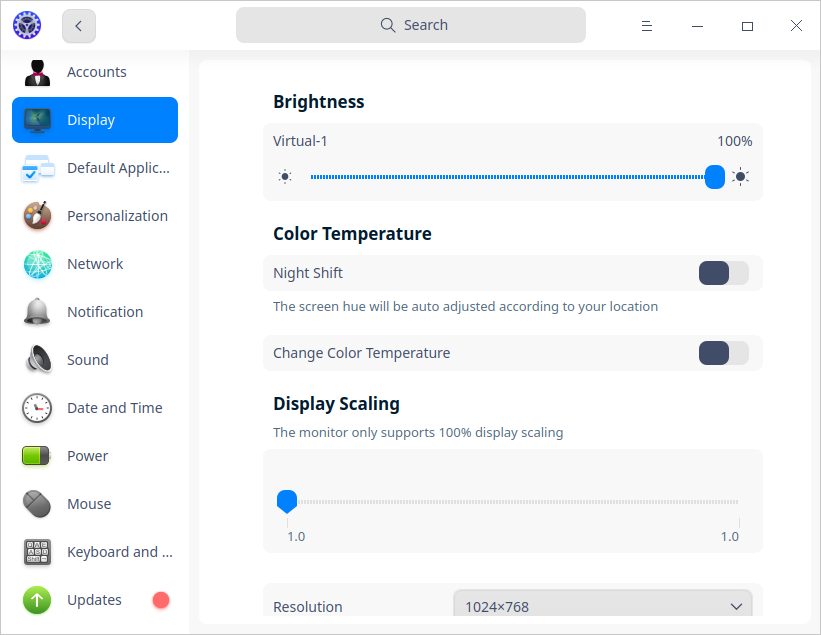 Search
Accounts
Display
Default Applic...
Personalization
Network
Notification
Sound
Date and Time
Power
Mouse
Keyboard and ...
Updates
Brightness
Virtual-1 100%
Color Temperature
Night Shift
The screen hue will be auto adjusted according to your location
Change Color Temperature
Display Scaling
The monitor only supports 100% display scaling
1.0 1.0
Resolution 1024×768